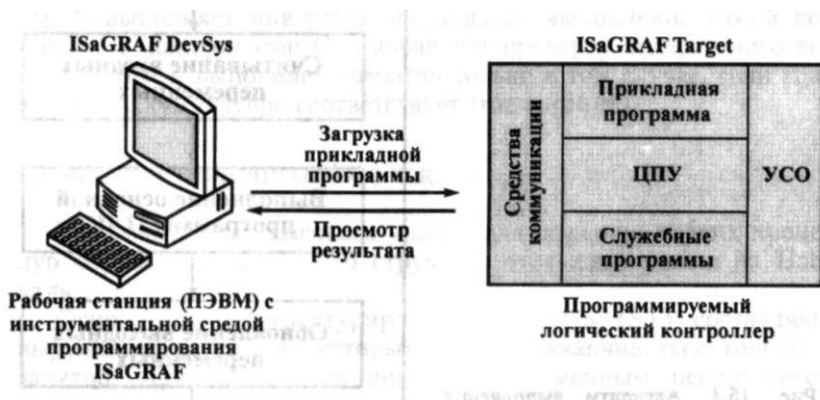 ISaGRAF DevSys
ISaGRAF Target
Загрузка
прикладной
программы
Просмотр
результата
Средства
коммуникации
Прикладная
программа
ЦПУ
Служебные
программы
УСО
Рабочая станция (ПЭВМ) с
инструментальной средой
программирования
ISaGRAF
Программируемый
логический контроллер